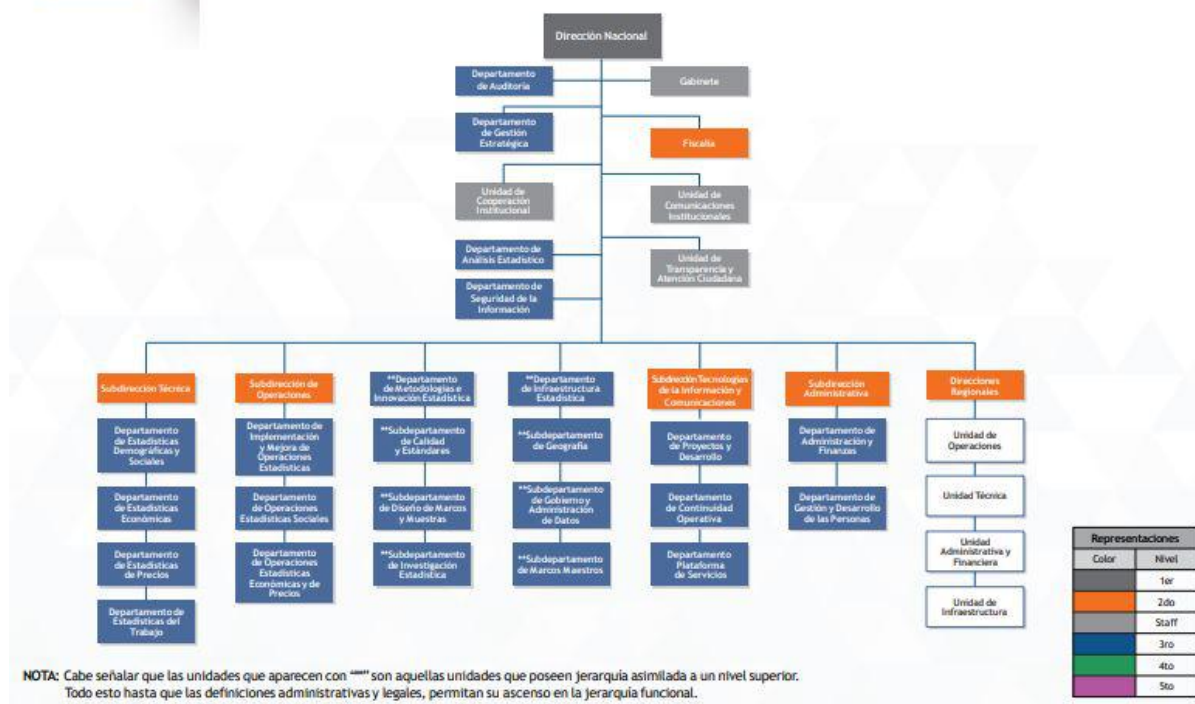 Dirección Nacional
Departamento
de Auditoría
Gabinete
Departamento
de Gestión
Estratégica
Fiscalía
Unidad de
Cooperación
Institucional
Unidad de
Comunicaciones
Institucionales
Departamento de
Análisis Estadístico
Unidad de
Transparencia y
Atención Ciudadana
Departamento de
Seguridad de la
Información
Subdirección Técnica
Departamento
de Estadísticas
Demográficas y
Sociales
Departamento
de Estadísticas
Económicas
Departamento
de Estadísticas
de Precios
Departamento de
Estadísticas del
Trabajo
Subdirección de
Operaciones
Departamento de
Implementación
y Mejora de
Operaciones
Estadísticas
Departamento
de Operaciones
Estadísticas Sociales
Departamento
de Operaciones
Estadísticas
Económicas y de
Precios
**Departamento
de Metodologías e
Innovación Estadística
**Subdepartamento
de Calidad
y Estándares
**Subdepartamento
de Diseño de Marcos
y Muestras
**Subdepartamento
de Investigación
Estadística
**Departamento
de Infraestructura
Estadística
**Subdepartamento
de Geografía
**Subdepartamento
de Gobierno y
Administración
de Datos
**Subdepartamento
de Marcos Maestros
Subdirección Tecnologías
de la Información y
Comunicaciones
Departamento
de Proyectos y
Desarrollo
Departamento
de Continuidad
Operativa
Departamento
Plataforma
de Servicios
Subdirección
Administrativa
Departamento de
Administración y
Finanzas
Departamento de
Gestión y Desarrollo
de las Personas
Direcciones
Regionales
Unidad de
Operaciones
Unidad Técnica
Unidad
Administrativa y
Financiera
Unidad de
Infraestructura
Representaciones
Color Nivel
1er
2do
Staff
3ro
4to
5to
NOTA: Cabe señalar que las unidades que aparecen con "**" son aquellas unidades que poseen jerarquía asimilada a un nivel superior.
Todo esto hasta que las definiciones administrativas y legales, permitan su ascenso en la jerarquía funcional.